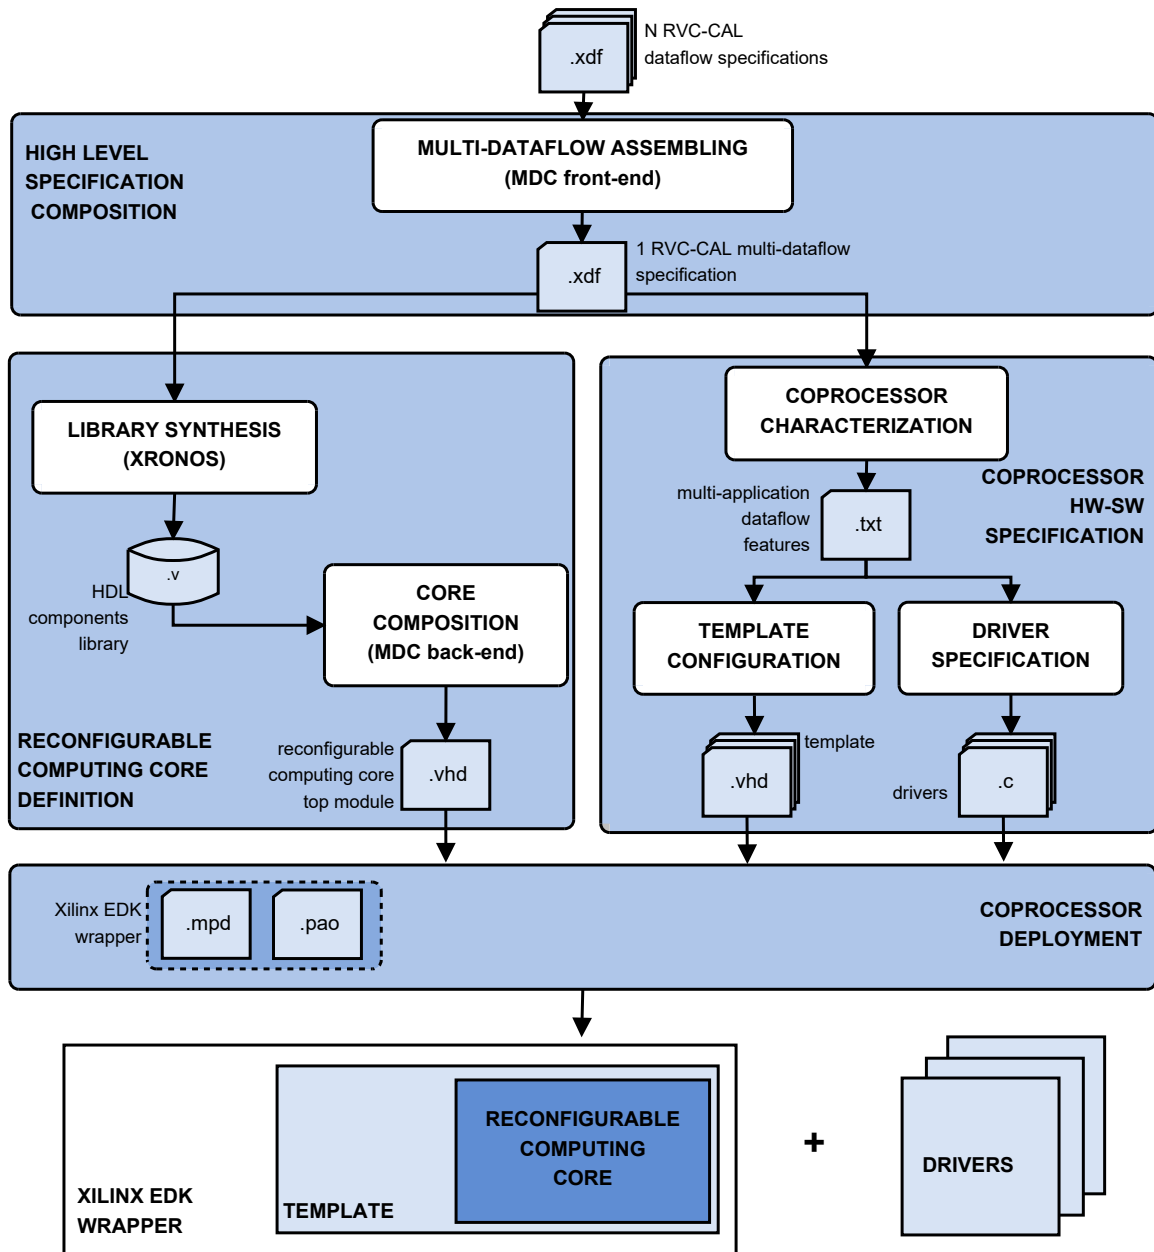 N RVC-CAL
dataflow specifications
.xdf
HIGH LEVEL
SPECIFICATION
COMPOSITION
MULTI-DATAFLOW ASSEMBLING
(MDC front-end)
1 RVC-CAL multi-dataflow
specification
.xdf
LIBRARY SYNTHESIS
(XRONOS)
.v
HDL
components
library
CORE
COMPOSITION
(MDC back-end)
RECONFIGURABLE
COMPUTING CORE
DEFINITION
reconfigurable
computing core
top module
.vhd
COPROCESSOR
CHARACTERIZATION
COPROCESSOR
HW-SW
SPECIFICATION
multi-application
dataflow
features
.txt
TEMPLATE
CONFIGURATION
DRIVER
SPECIFICATION
template
.vhd
drivers
.c
Xilinx EDK
wrapper
.mpd
.pao
COPROCESSOR
DEPLOYMENT
RECONFIGURABLE
COMPUTING
CORE
TEMPLATE
XILINX EDK
WRAPPER
+
DRIVERS